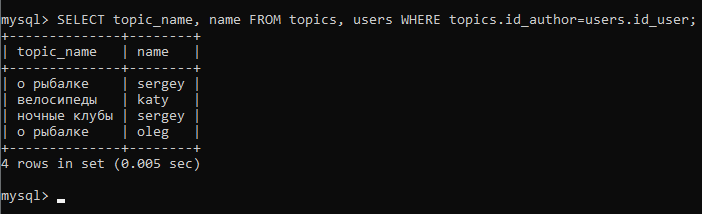 mysql> SELECT topic_name, name FROM topics, users WHERE topics.id_author=users.id_user;
+--------------+--------+
| topic_name   | name   |
+--------------+--------+
| о рыбалке    | sergey |
| велосипеды   | katy   |
| ночные клубы | sergey |
| о рыбалке    | oleg   |
+--------------+--------+
4 rows in set (0.005 sec)
mysql>